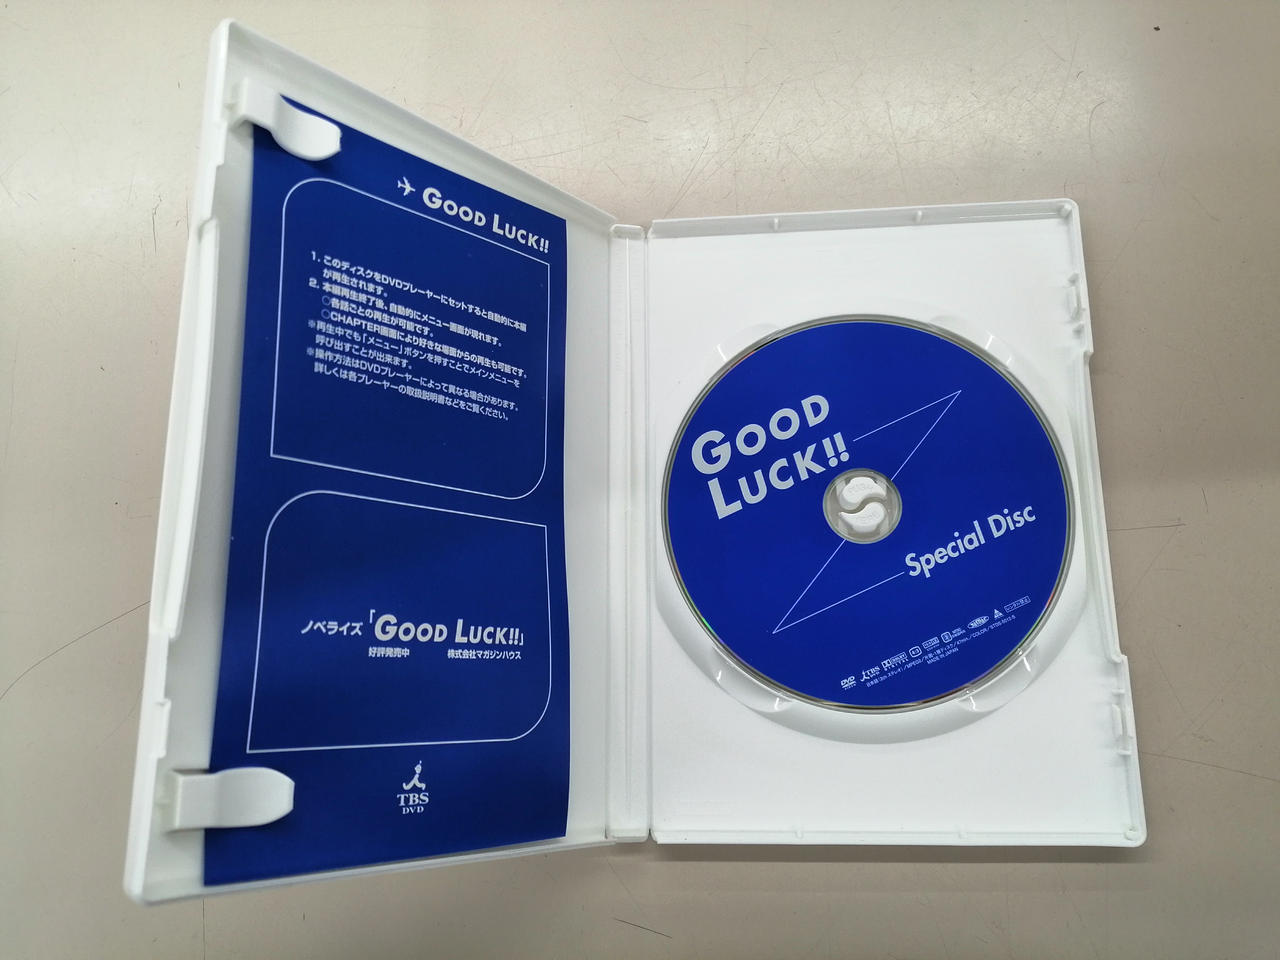 GOOD LUCK!!
1. このディスクをDVDプレーヤーにセットすると自動的に本編
が再生されます。
2. 本編再生終了後、自動的にメニュー画面が現れます。
○各話ごとの再生が可能です。
○CHAPTER画面により好きな場面からの再生も可能です。
※再生中でも「メニュー」ボタンを押すことでメインメニューを
呼び出すことが出来ます。
※操作方法はDVDプレーヤーによって異なる場合があります。
詳しくは各プレーヤーの取扱説明書などをご覧ください。
ノベライズ「GOOD LUCK!!」
好評発売中 株式会社マガジンハウス
TBS
DVD
GOOD
LUCK!!
Special Disc
DVD
TBS
レンタル禁止
MADE IN JAPAN